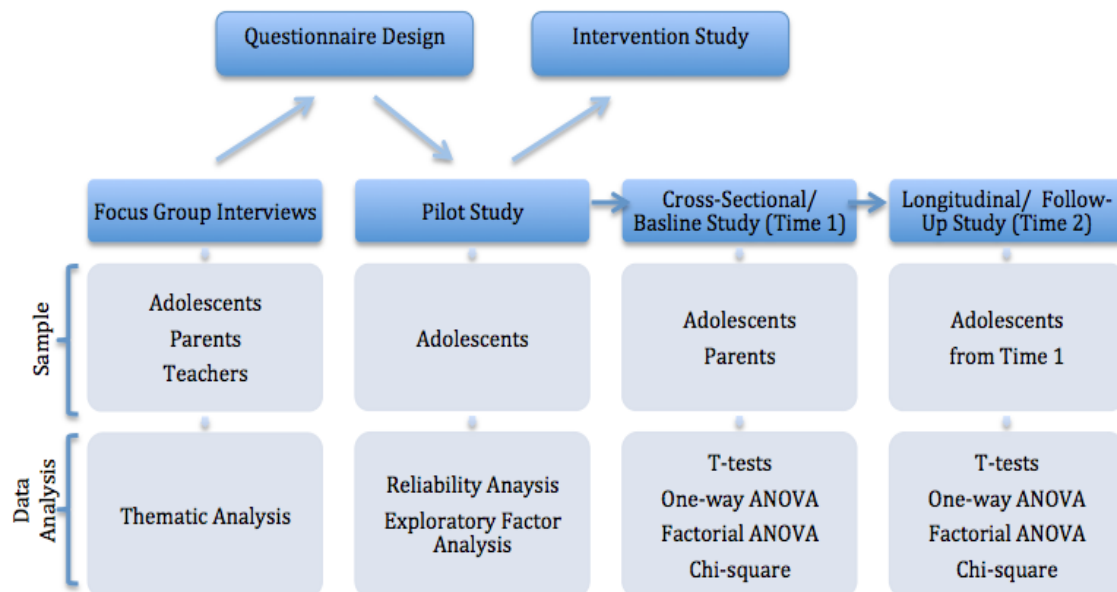 Questionnaire Design
Intervention Study
Focus Group Interviews
Pilot Study
Cross-Sectional/
Basline Study (Time 1)
Longitudinal/ Follow-
Up Study (Time 2)
Sample
Adolescents
Parents
Teachers
Adolescents
Adolescents
Parents
Adolescents
from Time 1
Data
Analysis
Thematic Analysis
Reliability Anaysis
Exploratory Factor
Analysis
T-tests
One-way ANOVA
Factorial ANOVA
Chi-square
T-tests
One-way ANOVA
Factorial ANOVA
Chi-square